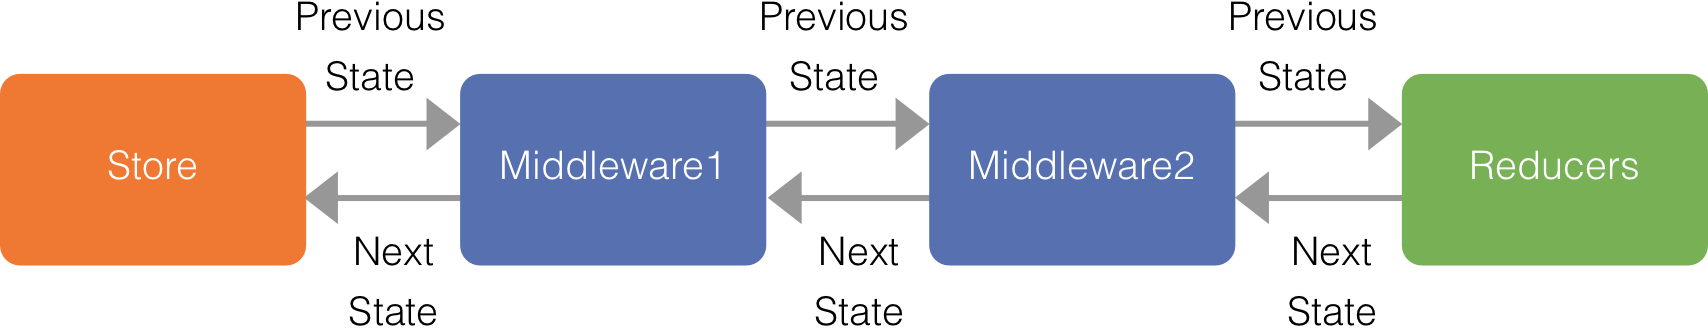 Previous
State
Previous
State
Previous
State
Store
Middleware1
Middleware2
Reducers
Next
State
Next
State
Next
State